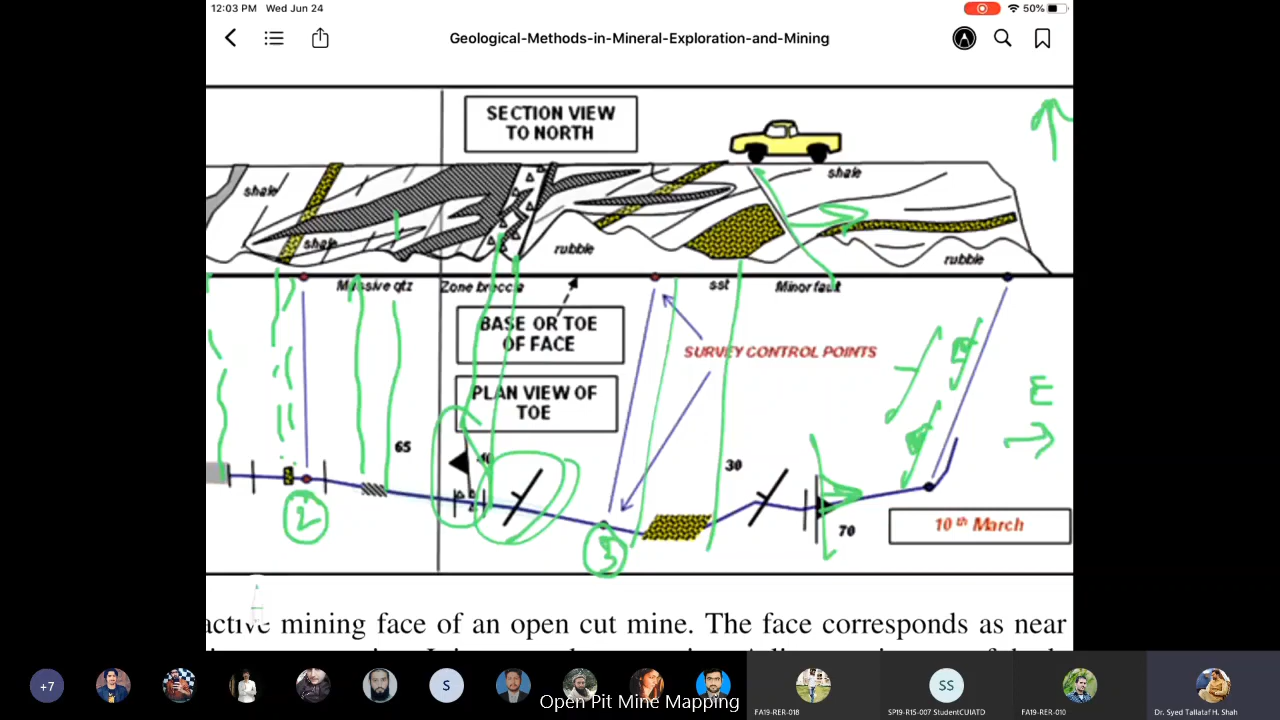 12:03 PM Wed Jun 24
50%
Geological-Methods-in-Mineral-Exploration-and-Mining
SECTION VIEW
TO NORTH
shale
shale
shale
rubble
rubble
Massive qtz
Zone breccia
sst
Minor fault
BASE OR TOE
OF FACE
SURVEY CONTROL POINTS
PLAN VIEW OF
TOE
E
65
30
2
3
70
10 th March
active mining face of an open cut mine. The face corresponds as near
+7
S
SS
Open Pit Mine Mapping
FA19-RER-018
SP19-R15-007 StudentCUIATD
FA19-RER-010
Dr. Syed Tallataf H. Shah